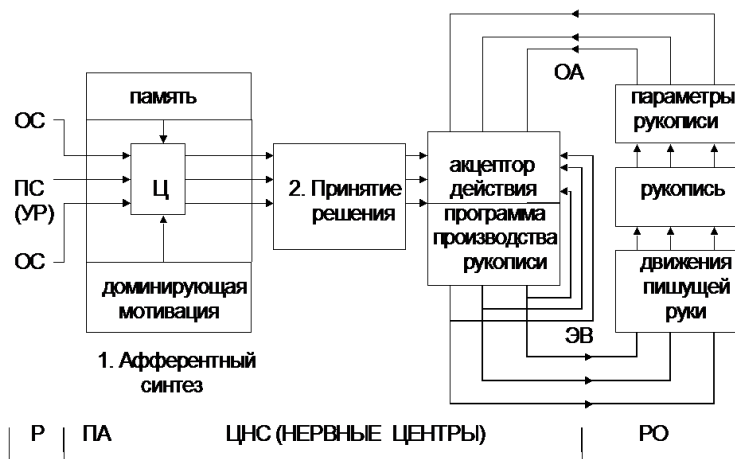 память
ОС
ПС
(УР)
ОС
Ц
доминирующая
мотивация
1. Афферентный
синтез
2. Принятие
решения
акцептор
действия
программа
производства
рукописи
ОА
ЭВ
параметры
рукописи
рукопись
движения
пишущей
руки
Р
ПА
ЦНС (НЕРВНЫЕ ЦЕНТРЫ)
РО